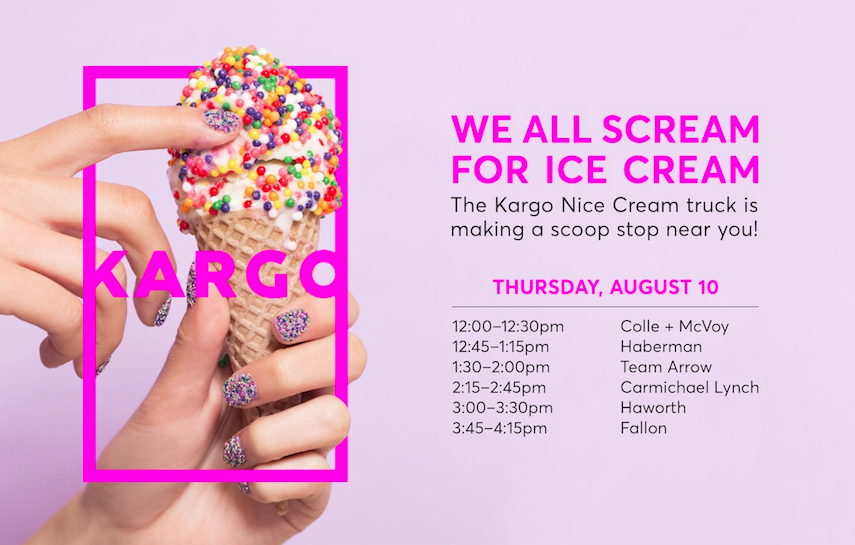 KARGO
WE ALL SCREAM
FOR ICE CREAM
The Kargo Nice Cream truck is
making a scoop stop near you!
THURSDAY, AUGUST 10
12:00–12:30pm Colle + McVoy
12:45–1:15pm Haberman
1:30–2:00pm Team Arrow
2:15–2:45pm Carmichael Lynch
3:00–3:30pm Haworth
3:45–4:15pm Fallon